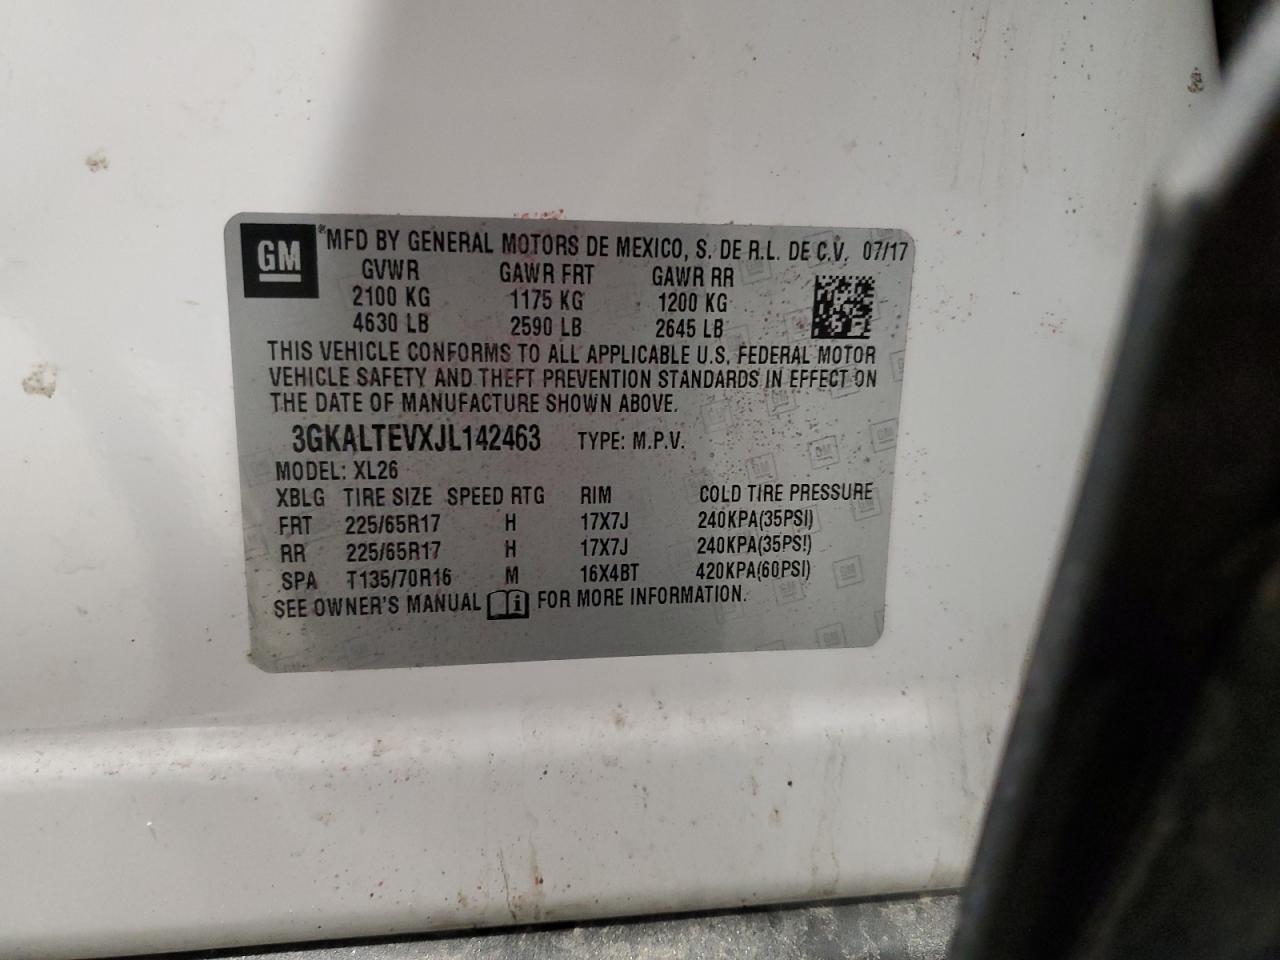 GM ®MFD BY GENERAL MOTORS DE MEXICO, S. DE R.L. DE C.V. 07/17
GVWR GAWR FRT GAWR RR
2100 KG 1175 KG 1200 KG
4630 LB 2590 LB 2645 LB
THIS VEHICLE CONFORMS TO ALL APPLICABLE U.S. FEDERAL MOTOR
VEHICLE SAFETY AND THEFT PREVENTION STANDARDS IN EFFECT ON
THE DATE OF MANUFACTURE SHOWN ABOVE.
3GKALTEVXJL142463 TYPE: M.P.V.
MODEL: XL26
XBLG TIRE SIZE SPEED RTG RIM COLD TIRE PRESSURE
FRT 225/65R17 H 17X7J 240KPA(35PSI)
RR 225/65R17 H 17X7J 240KPA(35PSI)
SPA T135/70R16 M 16X4BT 420KPA(60PSI)
SEE OWNER'S MANUAL i FOR MORE INFORMATION.